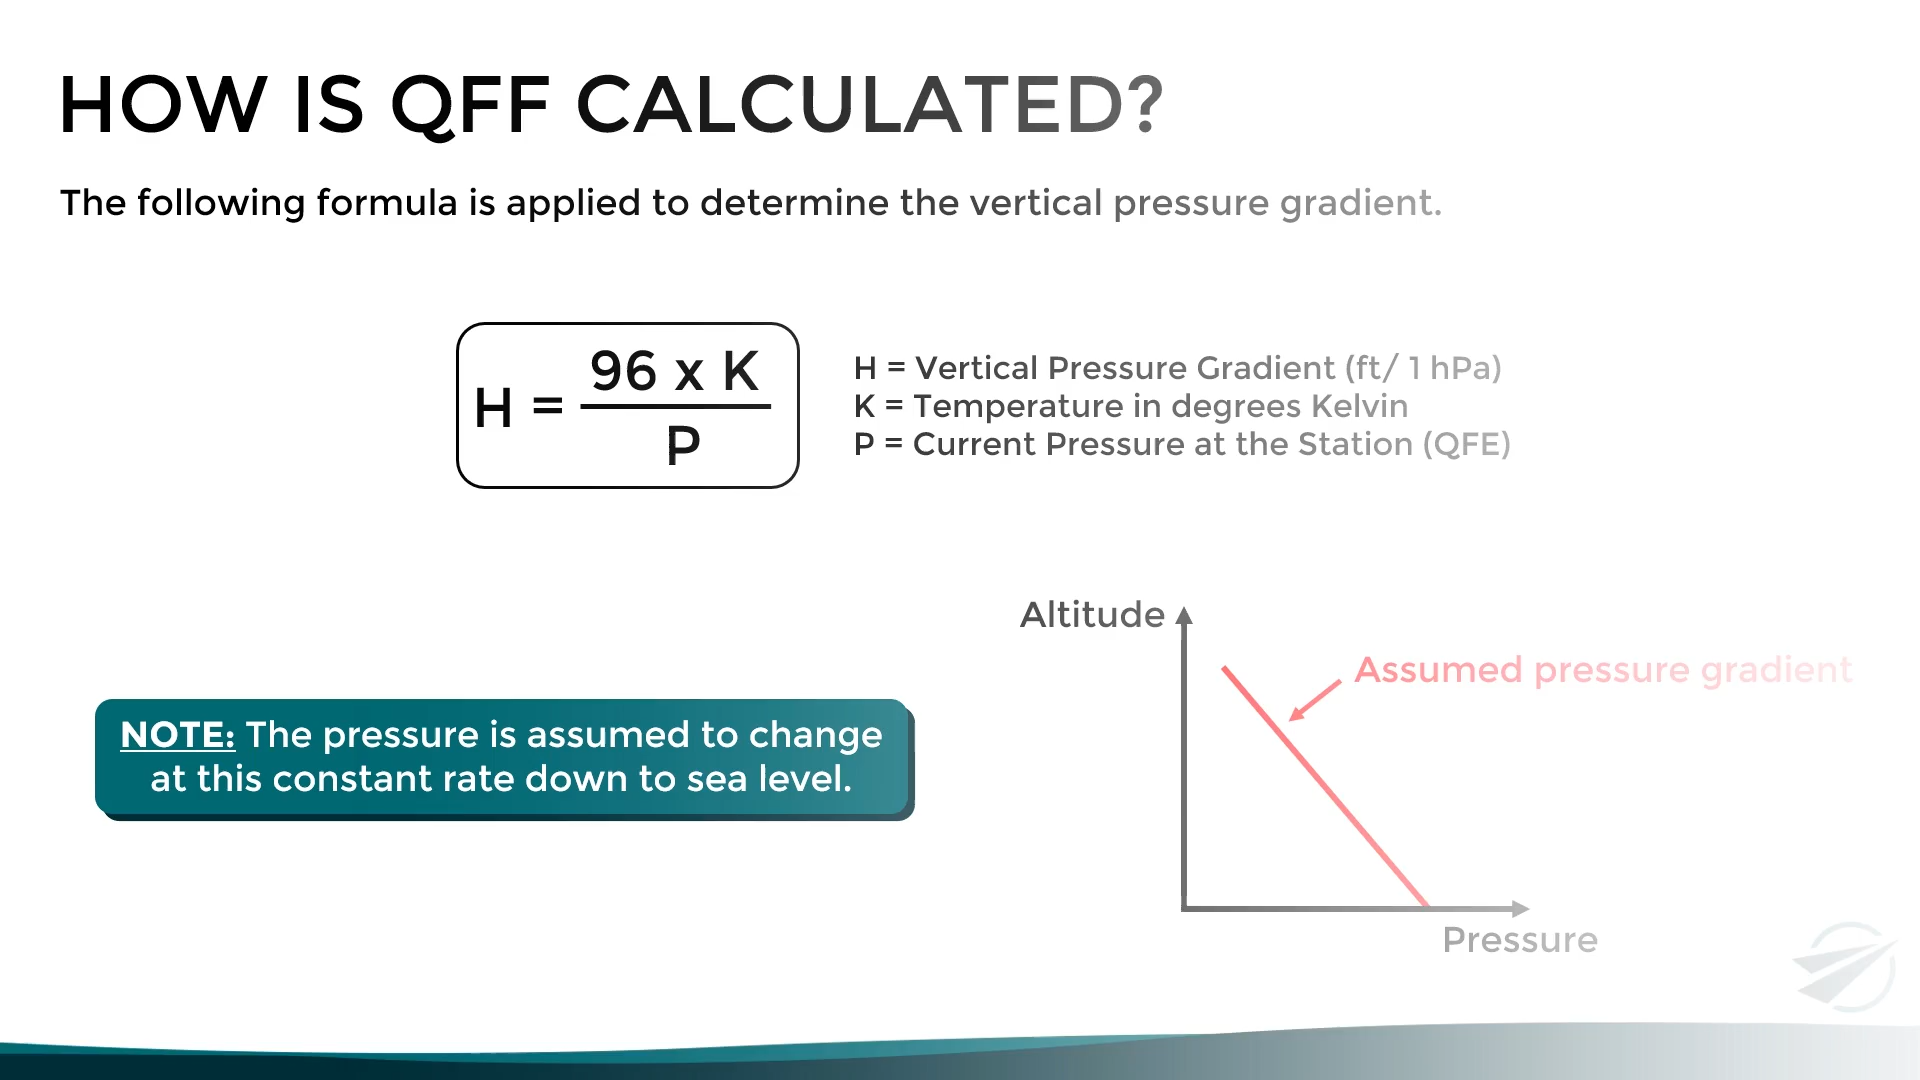 HOW IS QFF CALCULATED?
The following formula is applied to determine the vertical pressure gradient.
H = 96 x K / P
H = Vertical Pressure Gradient (ft/ 1 hPa)
K = Temperature in degrees Kelvin
P = Current Pressure at the Station (QFE)
Altitude
Assumed pressure gradient
NOTE: The pressure is assumed to change
at this constant rate down to sea level.
Pressure